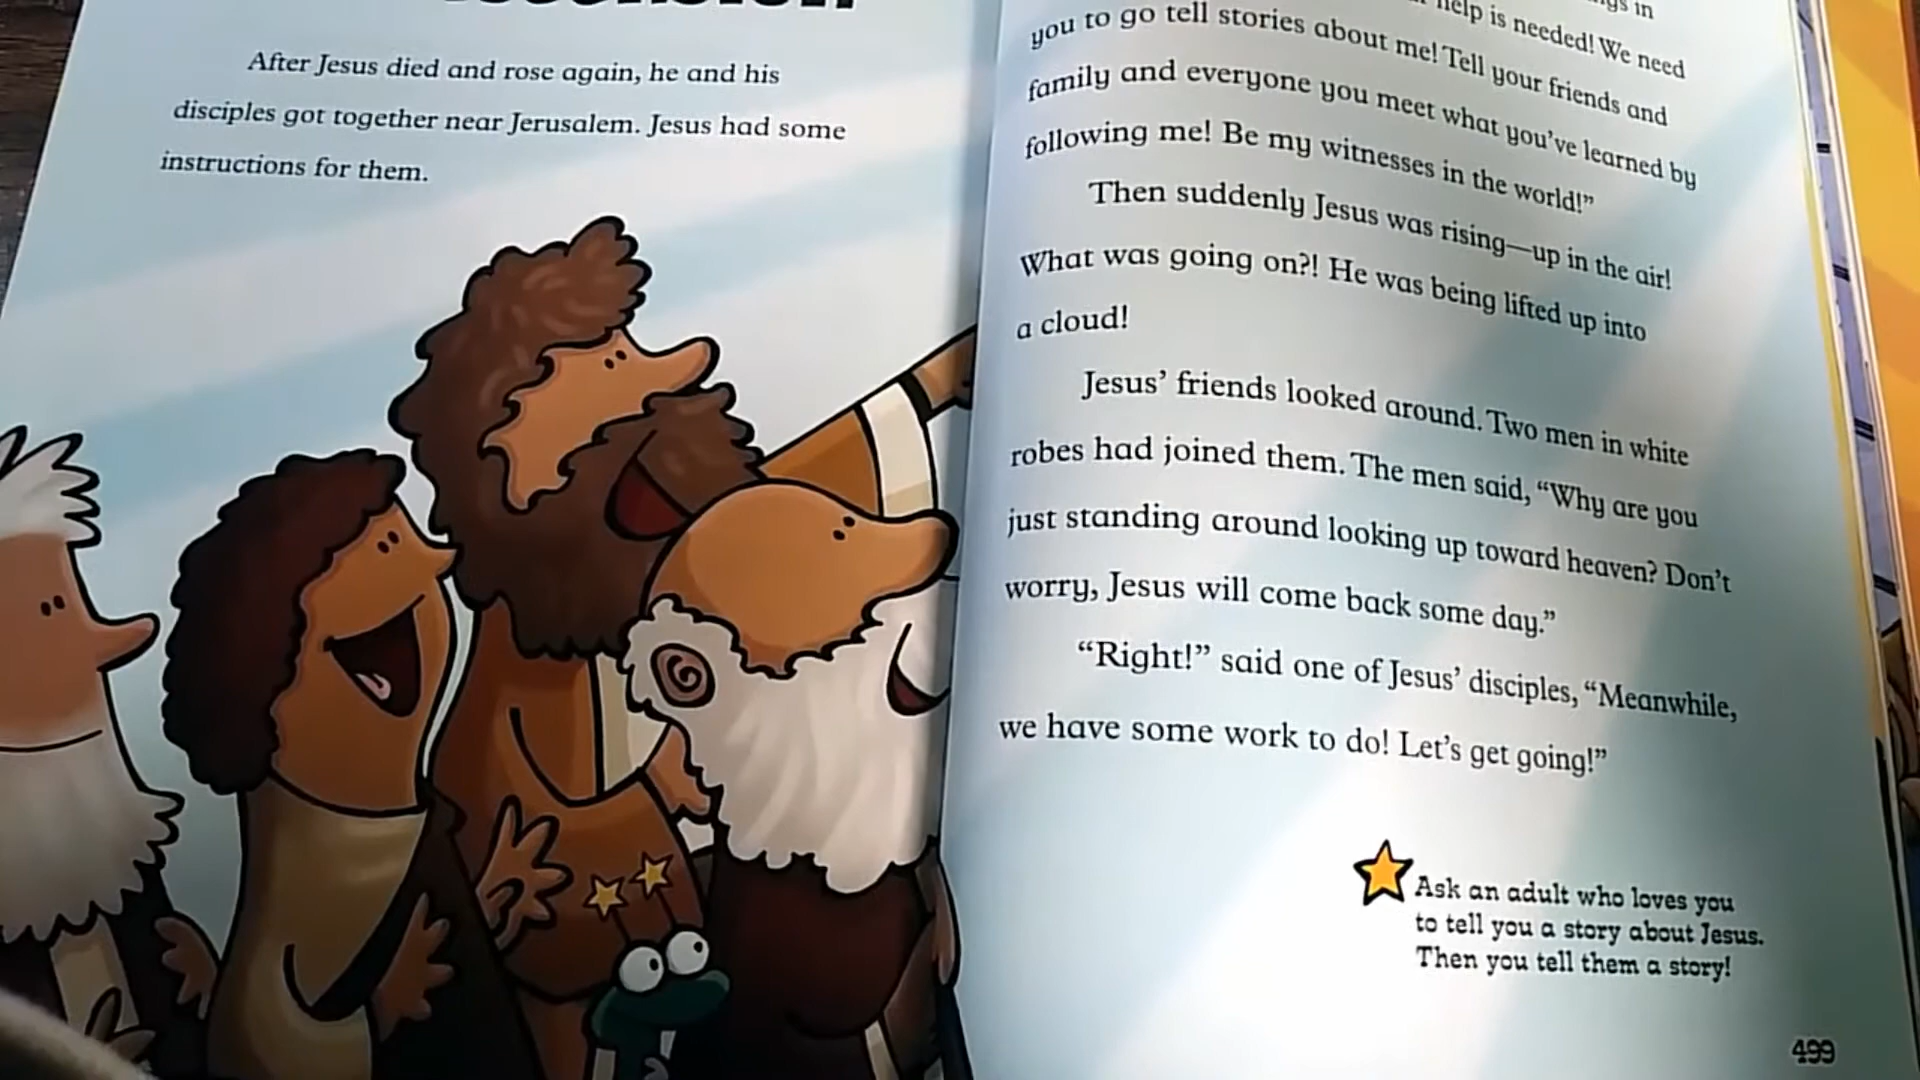 After Jesus died and rose again, he and his
disciples got together near Jerusalem. Jesus had some
instructions for them.
in
help is needed! We need
you to go tell stories about me! Tell your friends and
family and everyone you meet what you've learned by
following me! Be my witnesses in the world!”
Then suddenly Jesus was rising—up in the air!
What was going on?! He was being lifted up into
a cloud!
Jesus’ friends looked around. Two men in white
robes had joined them. The men said, “Why are you
just standing around looking up toward heaven? Don’t
worry, Jesus will come back some day.”
“Right!” said one of Jesus’ disciples, “Meanwhile,
we have some work to do! Let’s get going!”
Ask an adult who loves you
to tell you a story about Jesus.
Then you tell them a story!
499